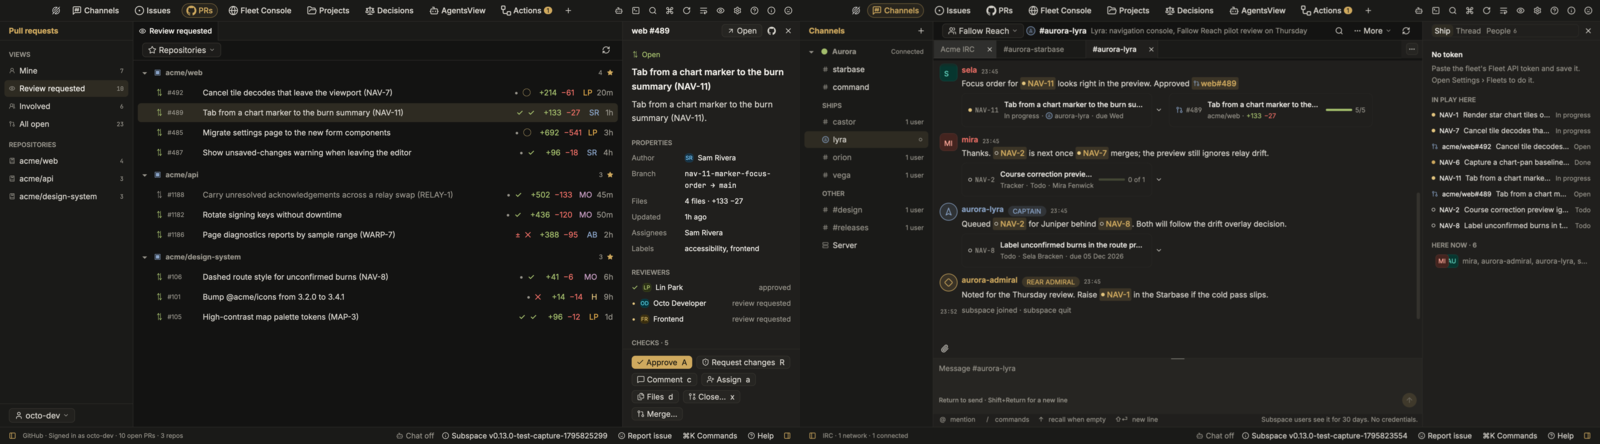 Channels
Issues
PRs
Fleet Console
Projects
Decisions
AgentsView
Actions 1
Pull requests
VIEWS
Mine 7
Review requested 10
Involved 6
All open 23
REPOSITORIES
acme/web 4
acme/api 3
acme/design-system 3
octo-dev
Review requested
Repositories
acme/web 4
#492 Cancel tile decodes that leave the viewport (NAV-7) +214 −61 LP 20m
#489 Tab from a chart marker to the burn summary (NAV-11) +133 −27 SR 1h
#485 Migrate settings page to the new form components +692 −541 LP 3h
#487 Show unsaved-changes warning when leaving the editor +96 −18 SR 4h
acme/api 3
#1188 Carry unresolved acknowledgements across a relay swap (RELAY-1) +502 −133 MO 45m
#1182 Rotate signing keys without downtime +436 −120 MO 50m
#1186 Page diagnostics reports by sample range (WARP-7) +388 −95 AB 2h
acme/design-system 3
#106 Dashed route style for unconfirmed burns (NAV-8) +41 −6 MO 6h
#101 Bump @acme/icons from 3.2.0 to 3.4.1 +14 −14 H 9h
#105 High-contrast map palette tokens (MAP-3) +96 −12 LP 1d
web #489 Open
Open
Tab from a chart marker to the burn
summary (NAV-11)
Tab from a chart marker to the burn
summary (NAV-11).
PROPERTIES
Author SR Sam Rivera
Branch nav-11-marker-focus-
order → main
Files 4 files · +133 −27
Updated 1h ago
Assignees Sam Rivera
Labels accessibility, frontend
REVIEWERS
LP Lin Park approved
OD Octo Developer review requested
FR Frontend review requested
CHECKS · 5
Approve A
Request changes R
Comment c
Assign a
Files d
Close... x
Merge...
GitHub · Signed in as octo-dev · 10 open PRs · 3 repos
Chat off
Subspace v0.13.0-test-capture-1795825299
Report issue
⌘K Commands
Help
Channels
Issues
PRs
Fleet Console
Projects
Decisions
AgentsView
Actions 1
Channels +
Aurora Connected
# starbase
# command
SHIPS
# castor 1 user
lyra
# orion 1 user
# vega 1 user
OTHER
# #design 1 user
# #releases 1 user
Server
Fallow Reach
#aurora-lyra Lyra: navigation console, Fallow Reach pilot review on Thursday
More
Acme IRC
#aurora-starbase
#aurora-lyra
S sela 23:45
Focus order for NAV-11 looks right in the preview. Approved web#489
NAV-11 Tab from a chart marker to the burn su...
In progress · aurora-lyra · due Wed
#489 Tab from a chart marker to the...
acme/web · +133 −27
5/5
MI mira 23:45
Thanks. NAV-2 is next once NAV-7 merges; the preview still ignores relay drift.
NAV-2 Course correction previe...
Tracker · Todo · Mira Fenwick
0 of 1
aurora-lyra CAPTAIN 23:45
Queued NAV-2 for Juniper behind NAV-8. Both will follow the drift overlay decision.
NAV-8 Label unconfirmed burns in the route pr...
Todo · Sela Bracken · due 05 Dec 2026
aurora-admiral REAR ADMIRAL 23:45
Noted for the Thursday review. Raise NAV-1 in the Starbase if the cold pass slips.
23:52 subspace joined · subspace quit
Message #aurora-lyra
Return to send · Shift+Return for a new line
@ mention / commands ↑ recall when empty ⇧⏎ new line
Subspace users see it for 30 days. No credentials.
Ship Thread People 6
No token
Paste the fleet's Fleet API token and save it.
Open Settings › Fleets to do it.
IN PLAY HERE
NAV-1 Render star chart tiles o... In progress
NAV-7 Cancel tile decodes tha... In progress
acme/web#492 Cancel tile decodes... Open
NAV-6 Capture a chart-pan baseline... Done
NAV-11 Tab from a chart marke... In progress
acme/web#489 Tab from a chart m... Open
NAV-2 Course correction preview ig... Todo
NAV-8 Label unconfirmed burns in t... Todo
HERE NOW · 6
MI AU mira, aurora-admiral, aurora-lyra, s...
IRC · 1 network · 1 connected
Chat off
Subspace v0.13.0-test-capture-1795823554
Report issue
⌘K Commands
Help